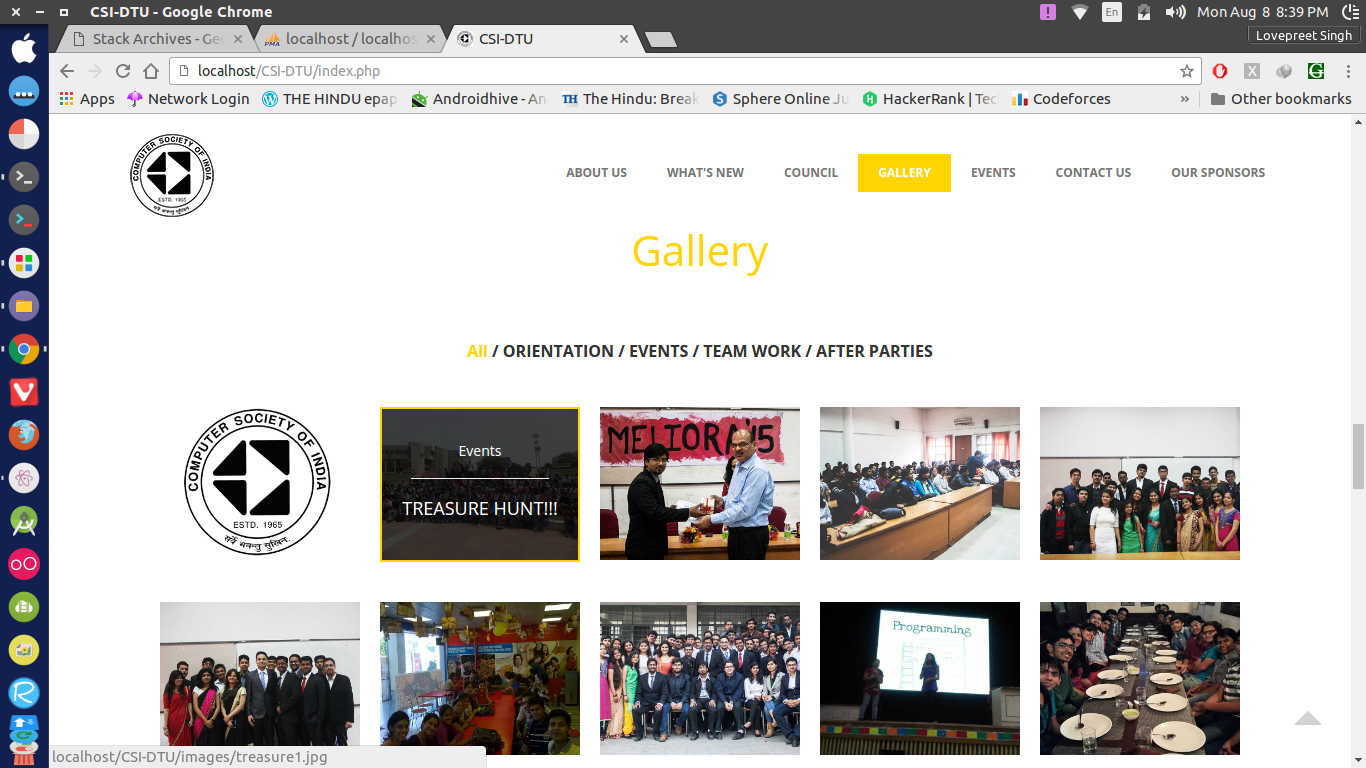 CSI-DTU - Google Chrome
En
Mon Aug 8 8:39 PM
Stack Archives - Gee
localhost / localhos
CSI-DTU
Lovepreet Singh
localhost/CSI-DTU/index.php
Apps
Network Login
THE HINDU epap
Androidhive - An
The Hindu: Break
Sphere Online Ju
HackerRank | Tec
Codeforces
»
Other bookmarks
COMPUTER SOCIETY OF INDIA
ESTD. 1965
ABOUT US
WHAT'S NEW
COUNCIL
GALLERY
EVENTS
CONTACT US
OUR SPONSORS
Gallery
All / ORIENTATION / EVENTS / TEAM WORK / AFTER PARTIES
COMPUTER SOCIETY OF INDIA
ESTD. 1965
Events
TREASURE HUNT!!!
MELIORA'15
Programming
localhost/CSI-DTU/images/treasure1.jpg